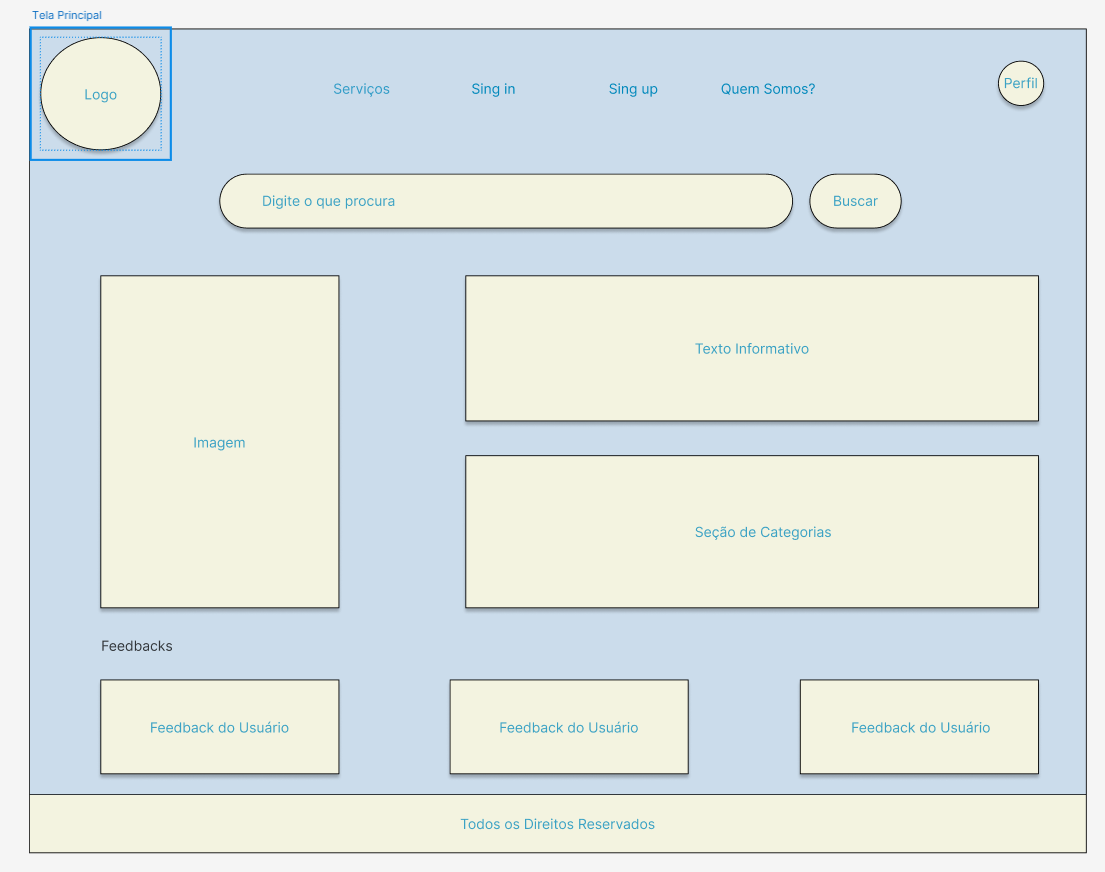 Tela Principal
Logo
Serviços
Sing in
Sing up
Quem Somos?
Perfil
Digite o que procura
Buscar
Imagem
Texto Informativo
Seção de Categorias
Feedbacks
Feedback do Usuário
Feedback do Usuário
Feedback do Usuário
Todos os Direitos Reservados